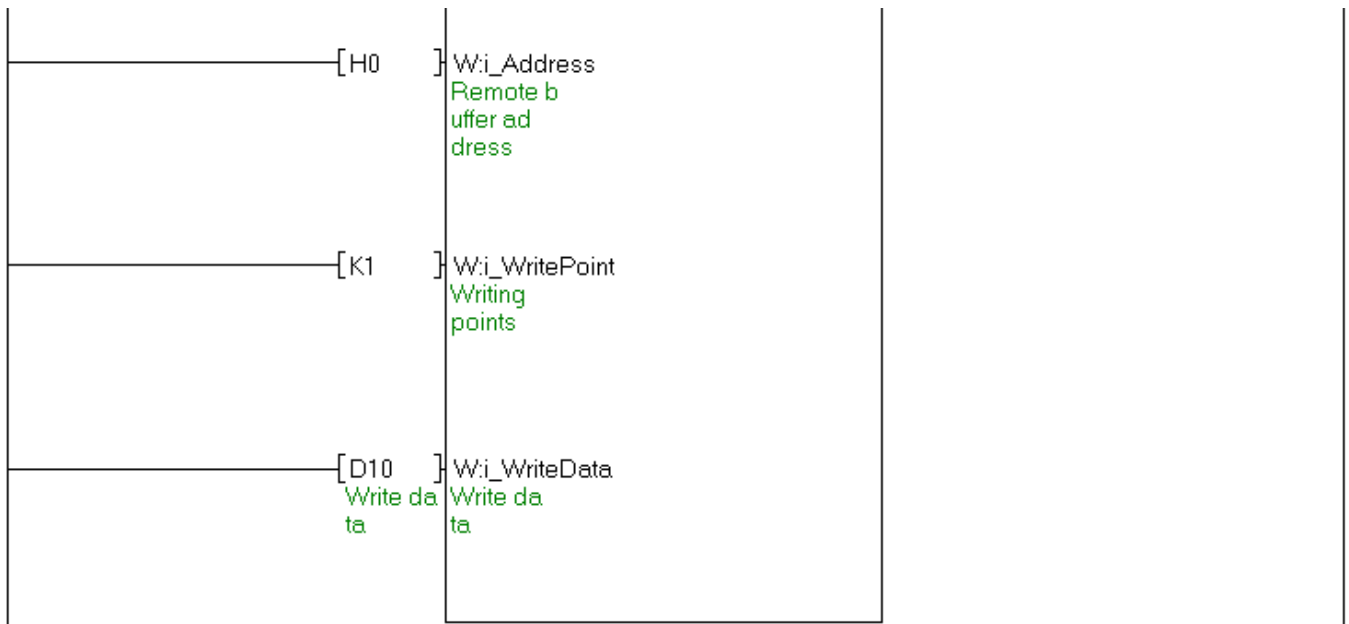 [H0 ] W:i_Address
Remote b
uffer ad
dress
[K1 ] W:i_WritePoint
Writing
points
[D10 ] W:i_WriteData
Write da Write da
ta ta